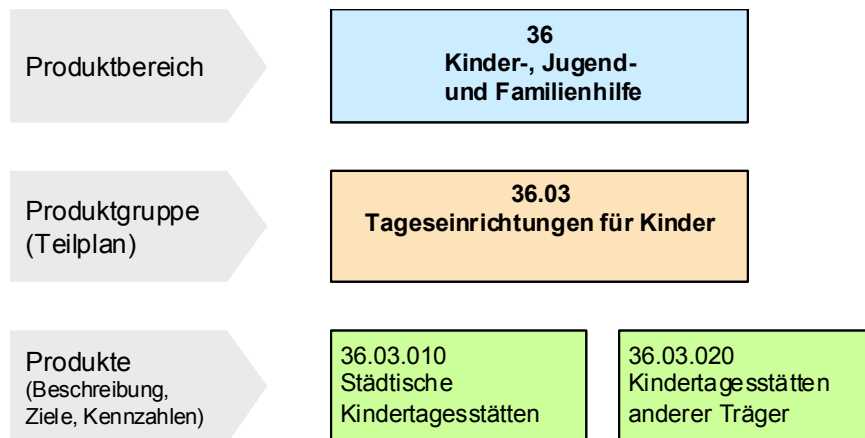 Produktbereich
36
Kinder-, Jugend-
und Familienhilfe
Produktgruppe
(Teilplan)
36.03
Tageseinrichtungen für Kinder
Produkte
(Beschreibung,
Ziele, Kennzahlen)
36.03.010
Städtische
Kindertagesstätten
36.03.020
Kindertagesstätten
anderer Träger